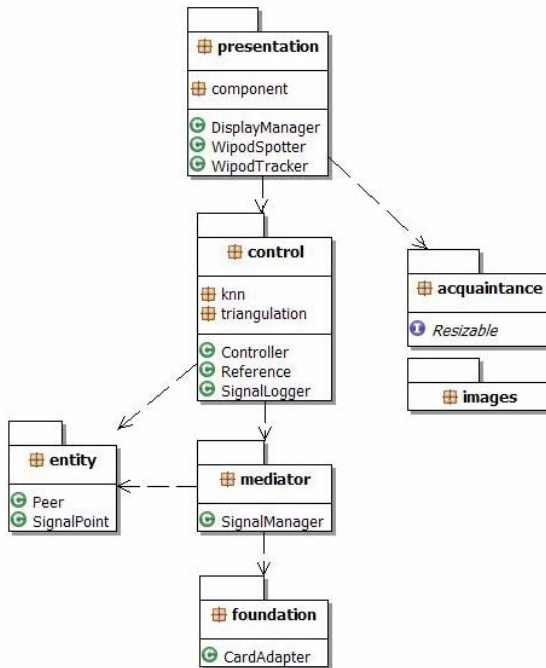 presentation
component
DisplayManager
WipodSpotter
WipodTracker
control
knn
triangulation
Controller
Reference
SignalLogger
acquaintance
I
Resizable
images
entity
Peer
SignalPoint
mediator
SignalManager
foundation
CardAdapter